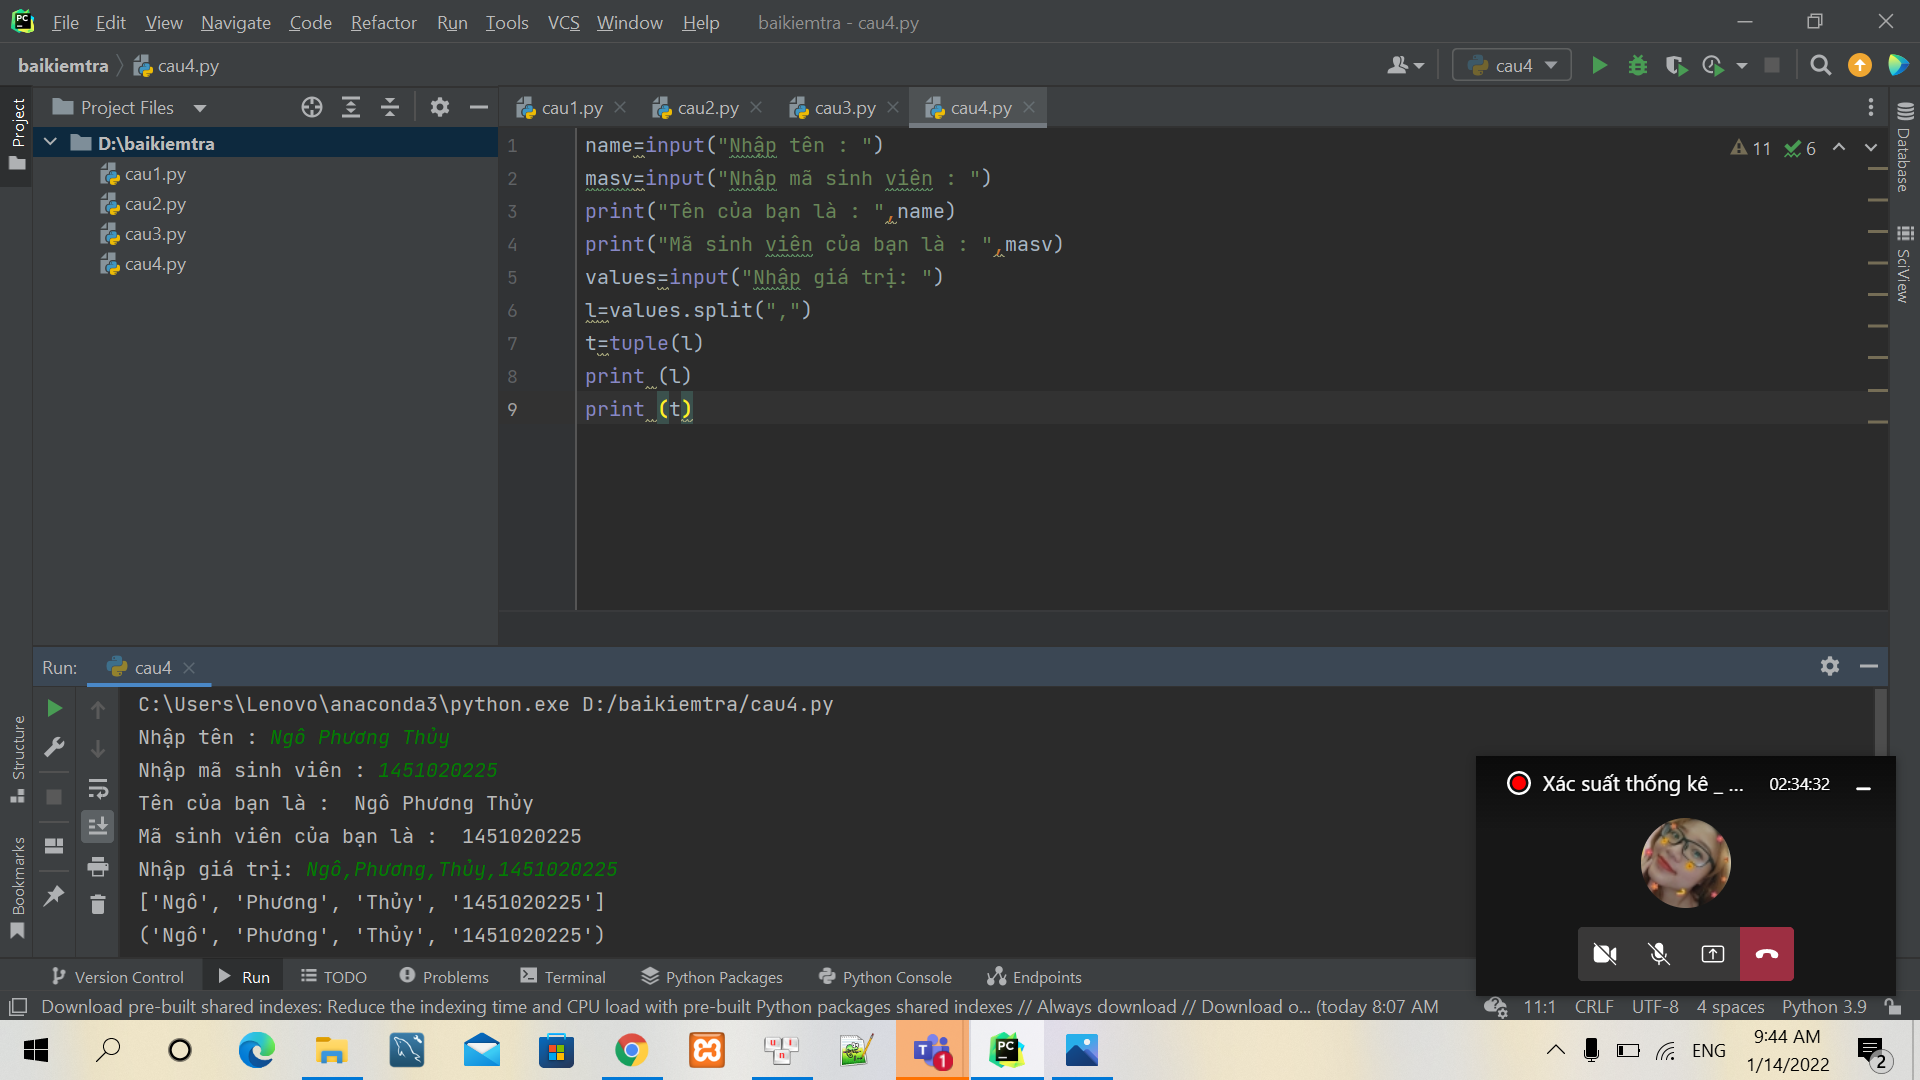 File Edit View Navigate Code Refactor Run Tools VCS Window Help baikiemtra - cau4.py
baikiemtra cau4.py cau4
Project Files
cau1.py cau2.py cau3.py cau4.py
Project
D:\baikiemtra
cau1.py
cau2.py
cau3.py
cau4.py
1 name=input("Nhập tên : ")
2 masv=input("Nhập mã sinh viên : ")
3 print("Tên của bạn là : ",name)
4 print("Mã sinh viên của bạn là : ",masv)
5 values=input("Nhập giá trị: ")
6 l=values.split(",")
7 t=tuple(l)
8 print (l)
9 print (t)
11 6
Database
SciView
Structure
Bookmarks
Run: cau4
C:\Users\Lenovo\anaconda3\python.exe D:/baikiemtra/cau4.py
Nhập tên : Ngô Phương Thủy
Nhập mã sinh viên : 1451020225
Tên của bạn là :  Ngô Phương Thủy
Mã sinh viên của bạn là :  1451020225
Nhập giá trị: Ngô,Phương,Thủy,1451020225
['Ngô', 'Phương', 'Thủy', '1451020225']
('Ngô', 'Phương', 'Thủy', '1451020225')
Xác suất thống kê _ ... 02:34:32
Version Control Run TODO Problems Terminal Python Packages Python Console Endpoints
Download pre-built shared indexes: Reduce the indexing time and CPU load with pre-built Python packages shared indexes // Always download // Download o... (today 8:07 AM
11:1 CRLF UTF-8 4 spaces Python 3.9
PC
1
ENG
9:44 AM
1/14/2022
2